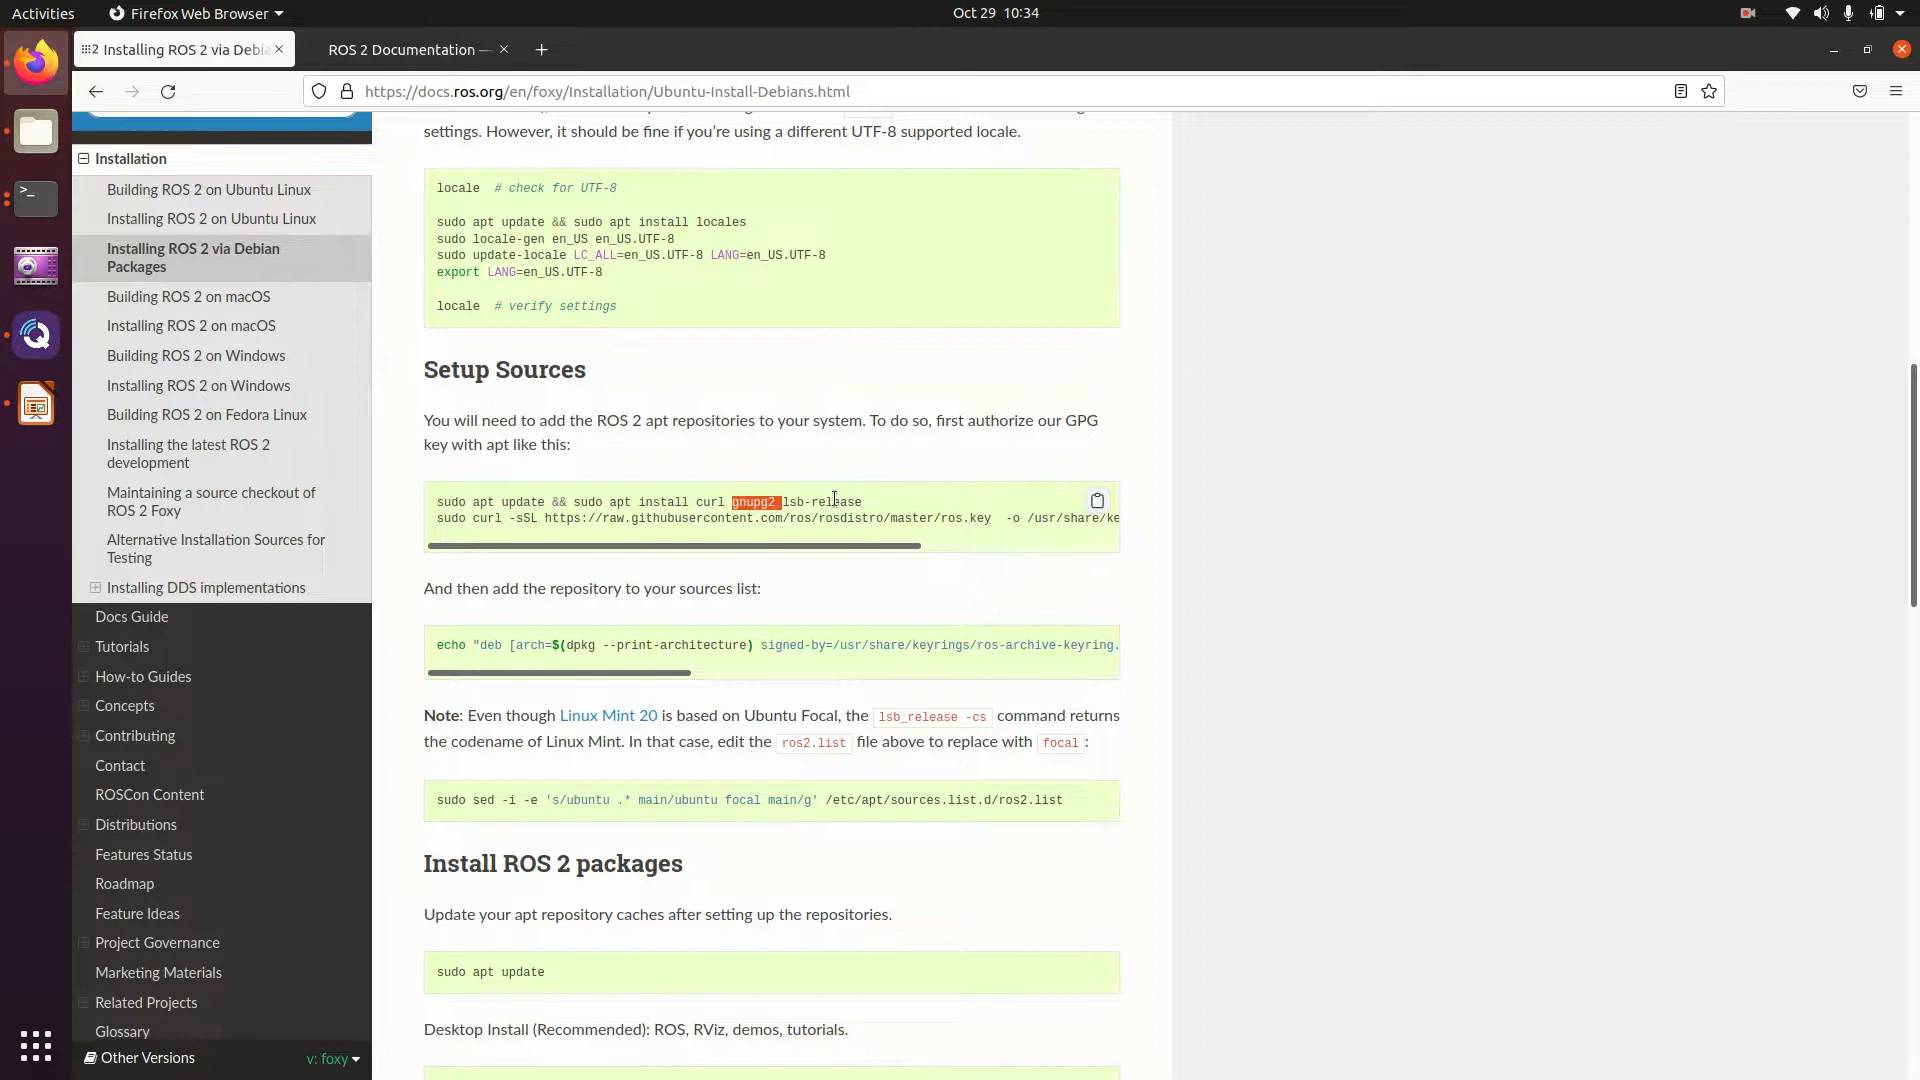 Activities
Firefox Web Browser
Oct 29 10:34
Installing ROS 2 via Debia
ROS 2 Documentation —
https://docs.ros.org/en/foxy/Installation/Ubuntu-Install-Debians.html
Installation
Building ROS 2 on Ubuntu Linux
Installing ROS 2 on Ubuntu Linux
Installing ROS 2 via Debian
Packages
Building ROS 2 on macOS
Installing ROS 2 on macOS
Building ROS 2 on Windows
Installing ROS 2 on Windows
Building ROS 2 on Fedora Linux
Installing the latest ROS 2
development
Maintaining a source checkout of
ROS 2 Foxy
Alternative Installation Sources for
Testing
Installing DDS implementations
Docs Guide
Tutorials
How-to Guides
Concepts
Contributing
Contact
ROSCon Content
Distributions
Features Status
Roadmap
Feature Ideas
Project Governance
Marketing Materials
Related Projects
Glossary
Other Versions
v: foxy
settings. However, it should be fine if you're using a different UTF-8 supported locale.
locale # check for UTF-8
sudo apt update && sudo apt install locales
sudo locale-gen en_US en_US.UTF-8
sudo update-locale LC_ALL=en_US.UTF-8 LANG=en_US.UTF-8
export LANG=en_US.UTF-8
locale # verify settings
Setup Sources
You will need to add the ROS 2 apt repositories to your system. To do so, first authorize our GPG
key with apt like this:
sudo apt update && sudo apt install curl gnupg2 lsb-release
sudo curl -sSL https://raw.githubusercontent.com/ros/rosdistro/master/ros.key -o /usr/share/ke
And then add the repository to your sources list:
echo "deb [arch=$(dpkg --print-architecture) signed-by=/usr/share/keyrings/ros-archive-keyring.
Note: Even though Linux Mint 20 is based on Ubuntu Focal, the lsb_release -cs command returns
the codename of Linux Mint. In that case, edit the ros2.list file above to replace with focal :
sudo sed -i -e 's/ubuntu .* main/ubuntu focal main/g' /etc/apt/sources.list.d/ros2.list
Install ROS 2 packages
Update your apt repository caches after setting up the repositories.
sudo apt update
Desktop Install (Recommended): ROS, RViz, demos, tutorials.